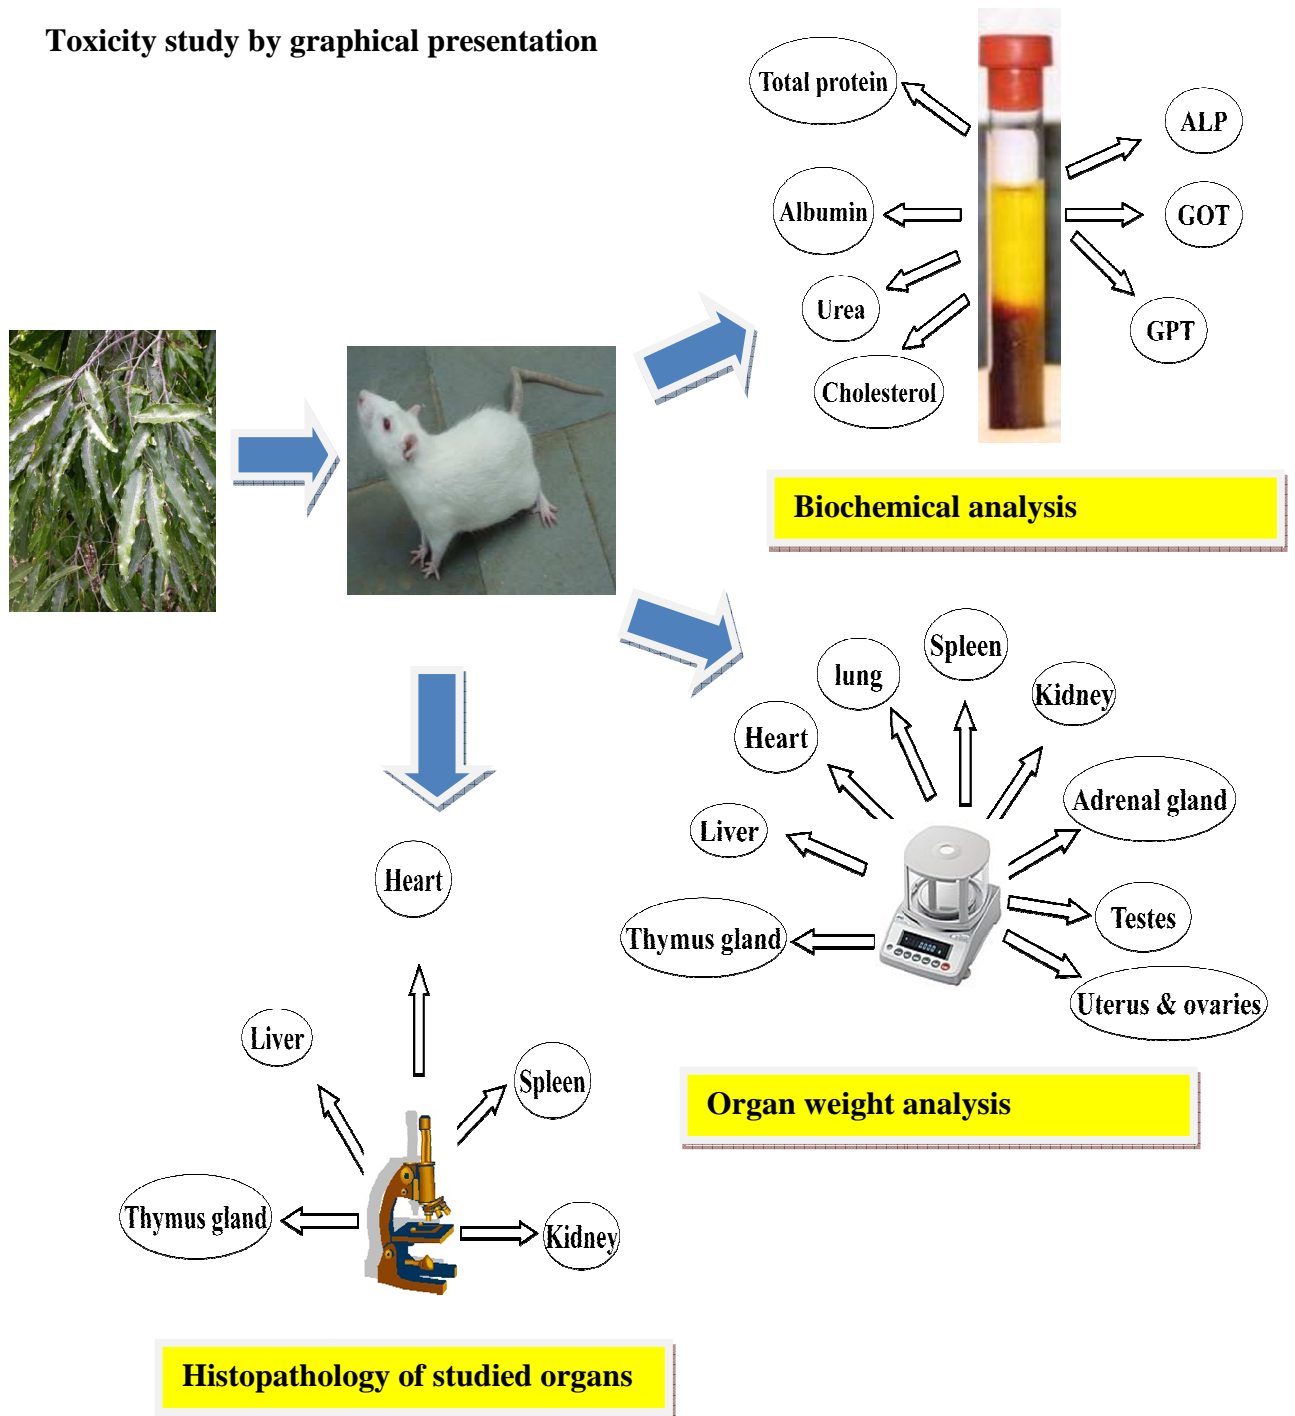 Toxicity study by graphical presentation
Total protein
ALP
Albumin
GOT
Urea
GPT
Cholesterol
Biochemical analysis
Spleen
lung
Kidney
Heart
Adrenal gland
Liver
Testes
Thymus gland
Uterus & ovaries
Organ weight analysis
Heart
Liver
Spleen
Thymus gland
Kidney
Histopathology of studied organs